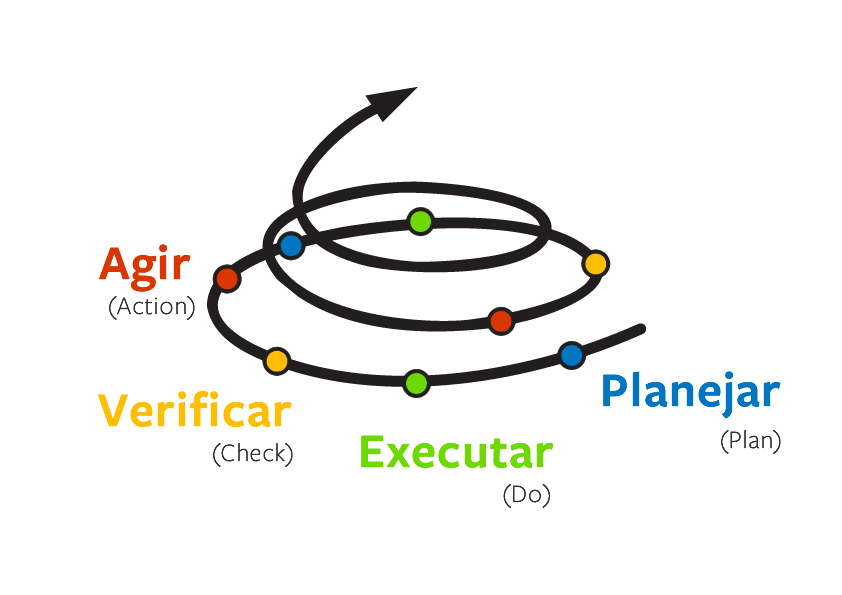 Agir
(Action)
Verificar
(Check)
Executar
(Do)
Planejar
(Plan)